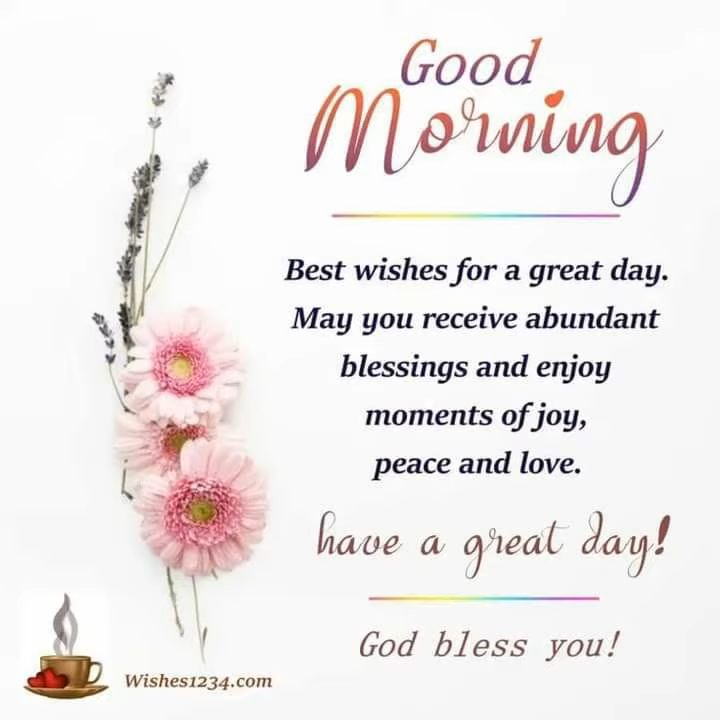 Good
Morning
Best wishes for a great day.
May you receive abundant
blessings and enjoy
moments of joy,
peace and love.
have a great day!
God bless you!
Wishes1234.com